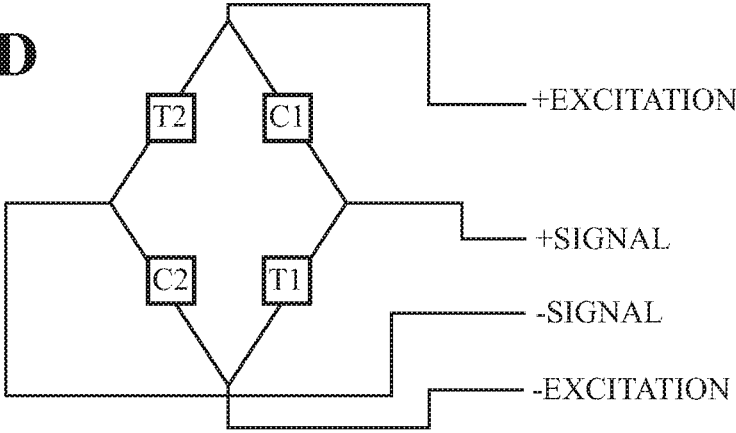 D
T2 C1 +EXCITATION
+SIGNAL
C2 T1
-SIGNAL
-EXCITATION